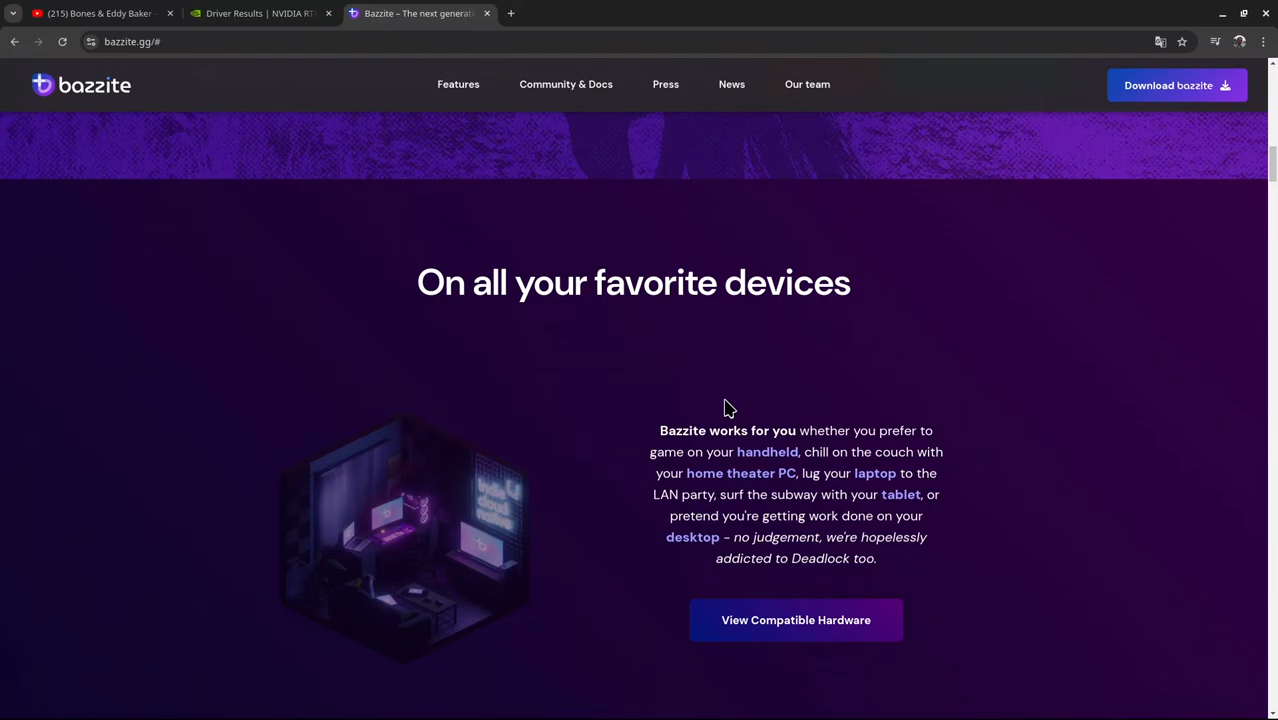 (215) Bones & Eddy Baker -
Driver Results | NVIDIA RT
Bazzite – The next generati
bazzite.gg/#
bazzite
Features
Community & Docs
Press
News
Our team
Download bazzite
On all your favorite devices
Bazzite works for you whether you prefer to
game on your handheld, chill on the couch with
your home theater PC, lug your laptop to the
LAN party, surf the subway with your tablet, or
pretend you're getting work done on your
desktop - no judgement, we're hopelessly
addicted to Deadlock too.
View Compatible Hardware